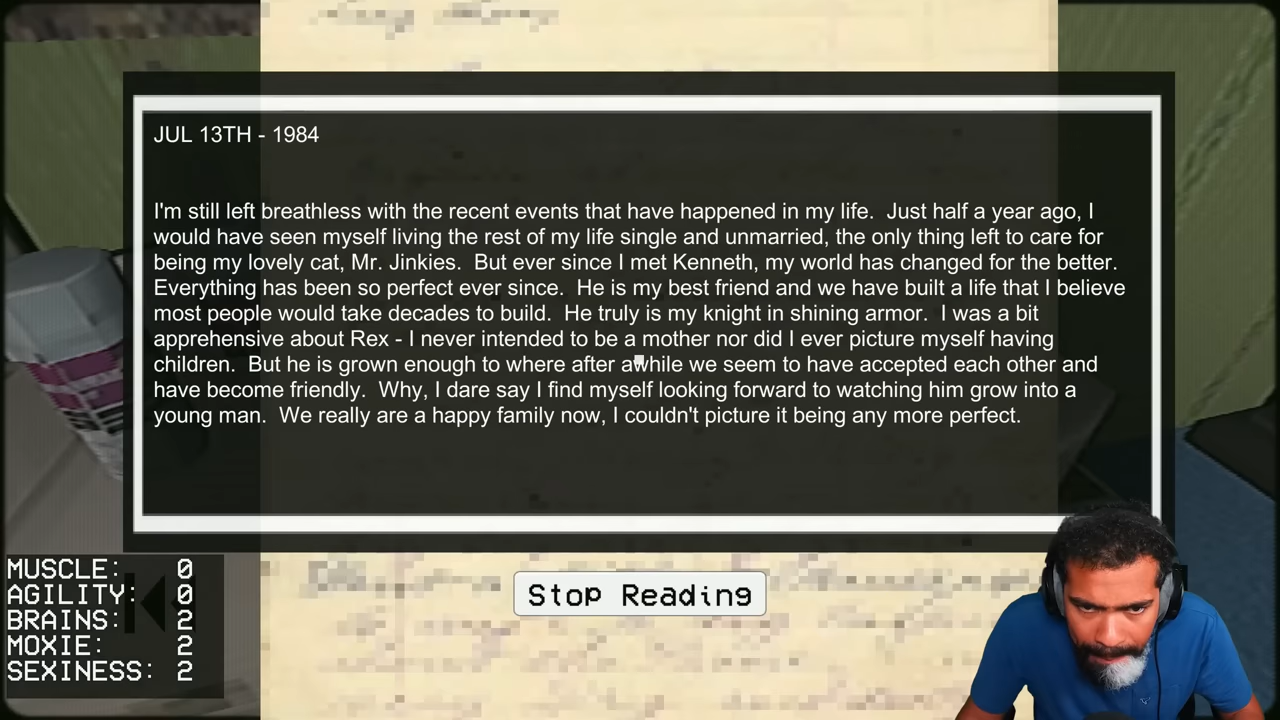 JUL 13TH - 1984
I'm still left breathless with the recent events that have happened in my life.  Just half a year ago, I
would have seen myself living the rest of my life single and unmarried, the only thing left to care for
being my lovely cat, Mr. Jinkies.  But ever since I met Kenneth, my world has changed for the better.
Everything has been so perfect ever since.  He is my best friend and we have built a life that I believe
most people would take decades to build.  He truly is my knight in shining armor.  I was a bit
apprehensive about Rex - I never intended to be a mother nor did I ever picture myself having
children.  But he is grown enough to where after awhile we seem to have accepted each other and
have become friendly.  Why, I dare say I find myself looking forward to watching him grow into a
young man.  We really are a happy family now, I couldn't picture it being any more perfect.
Stop Reading
MUSCLE: 0
AGILITY: 0
BRAINS: 2
MOXIE: 2
SEXINESS: 2